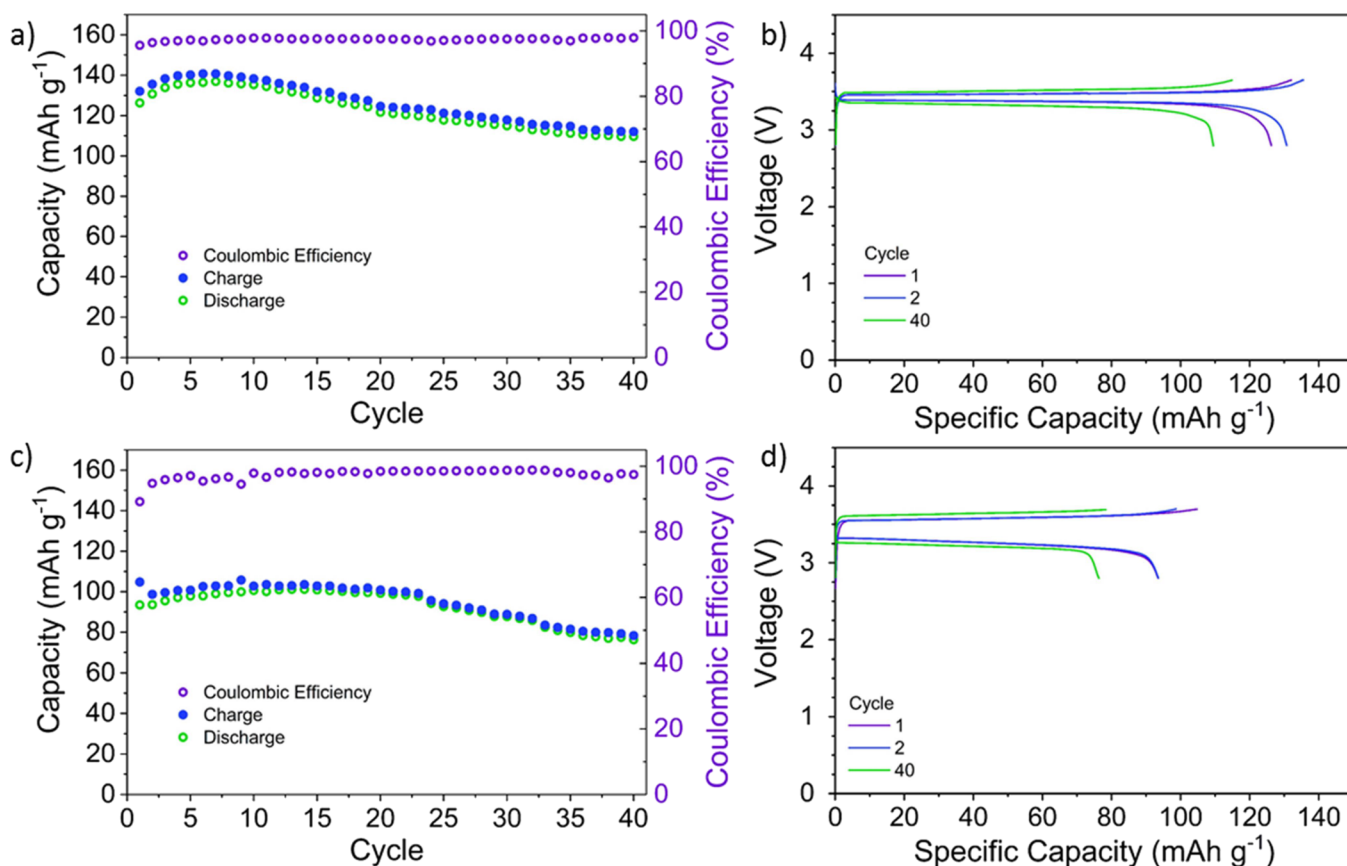 a)
Capacity (mAh g⁻¹)
160
140
120
100
80
60
40
20
0
Coulombic Efficiency
Charge
Discharge
100
80
60
40
20
0
Coulombic Efficiency (%)
0 5 10 15 20 25 30 35 40
Cycle
b)
Voltage (V)
4
3
2
1
0
Cycle
1
2
40
0 20 40 60 80 100 120 140
Specific Capacity (mAh g⁻¹)
c)
Capacity (mAh g⁻¹)
160
140
120
100
80
60
40
20
0
Coulombic Efficiency
Charge
Discharge
100
80
60
40
20
0
Coulombic Efficiency (%)
0 5 10 15 20 25 30 35 40
Cycle
d)
Voltage (V)
4
3
2
1
0
Cycle
1
2
40
0 20 40 60 80 100 120 140
Specific Capacity (mAh g⁻¹)